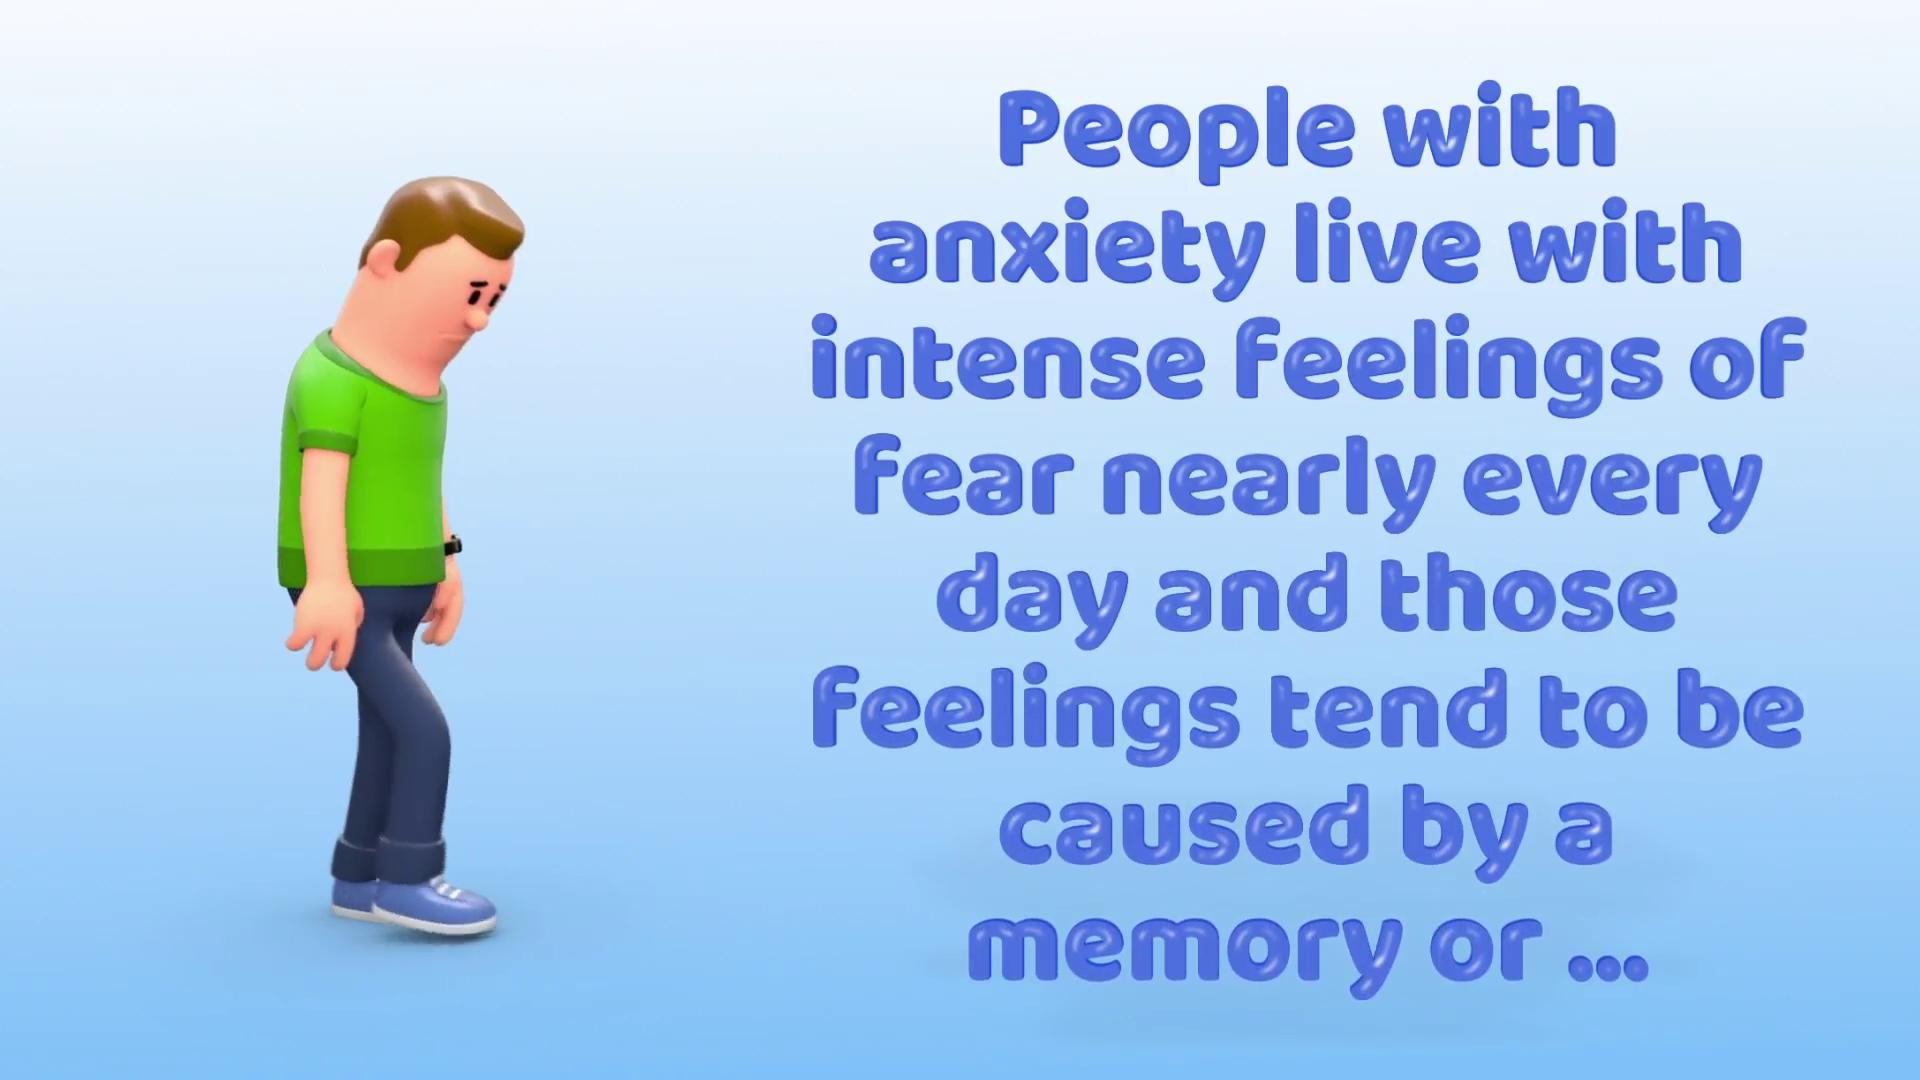 People with
anxiety live with
intense feelings of
fear nearly every
day and those
feelings tend to be
caused by a
memory or ...